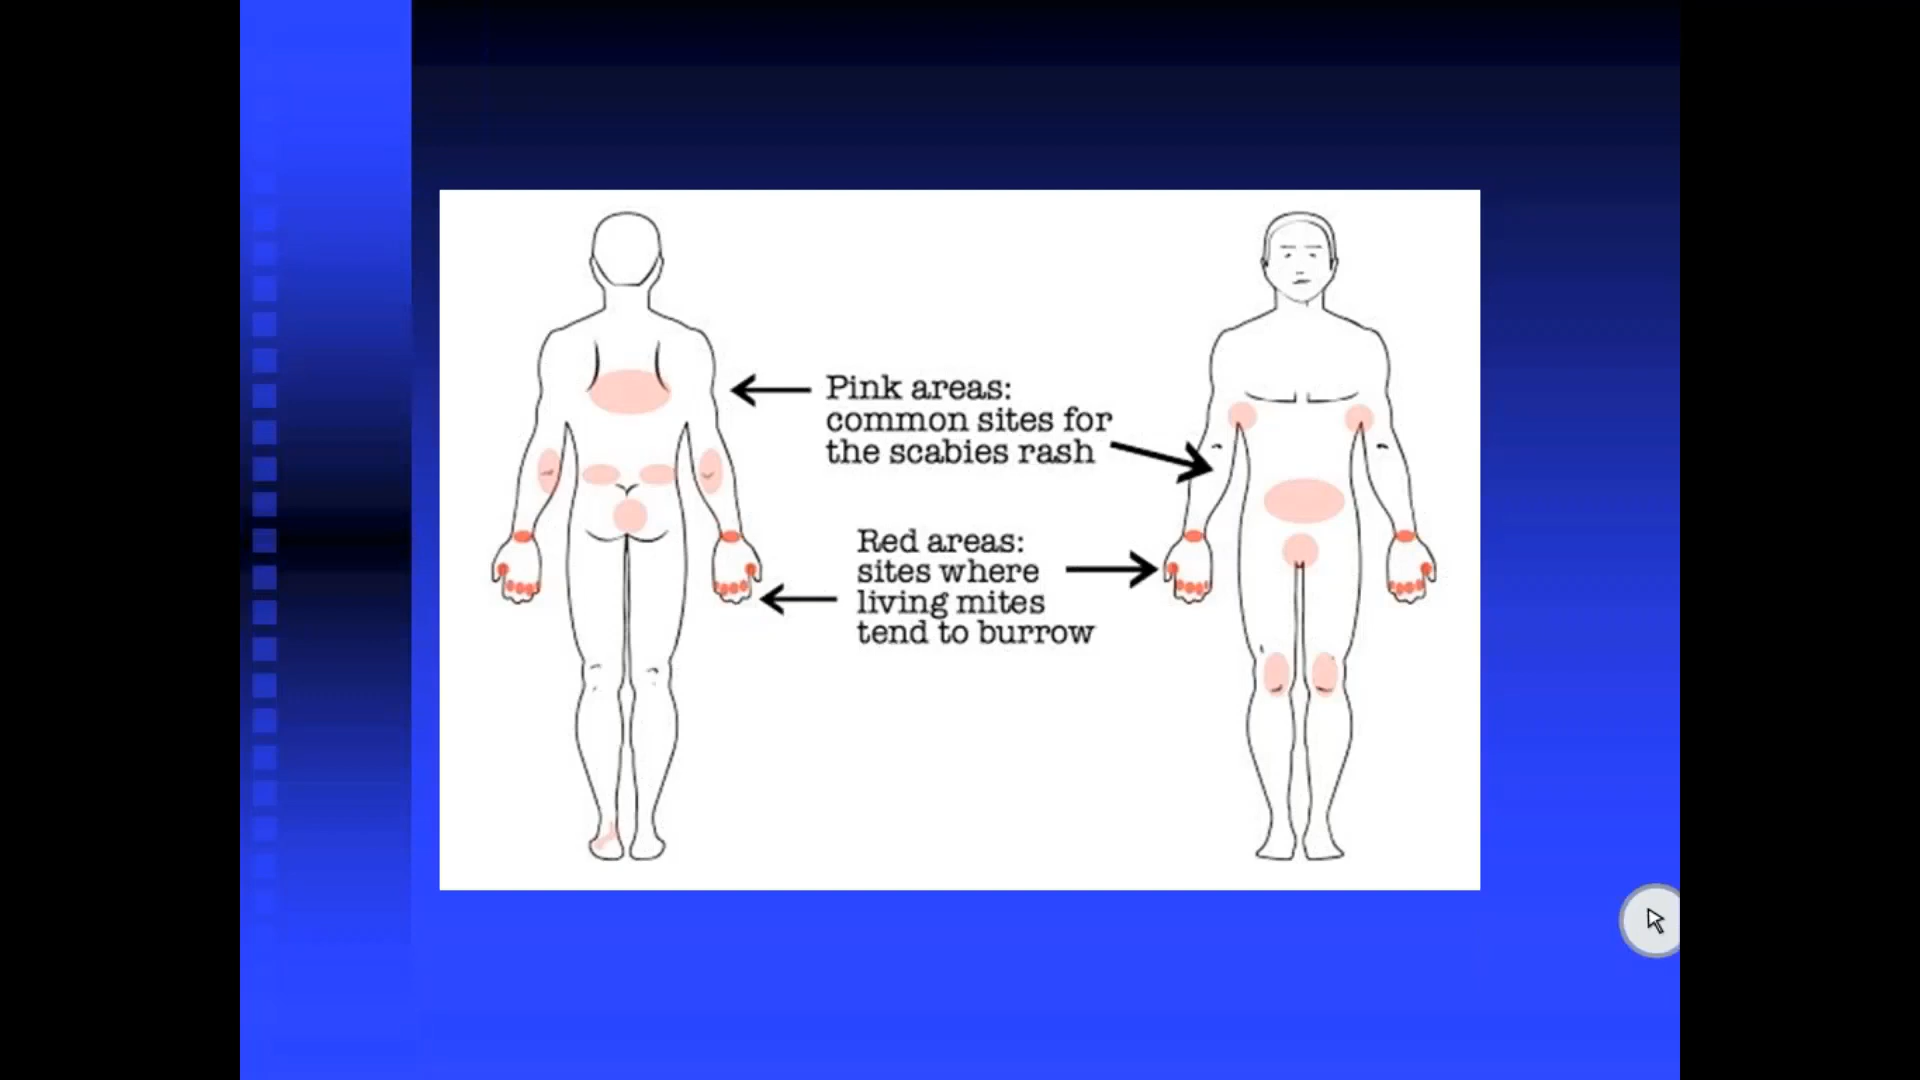 Pink areas:
common sites for
the scabies rash
Red areas:
sites where
living mites
tend to burrow